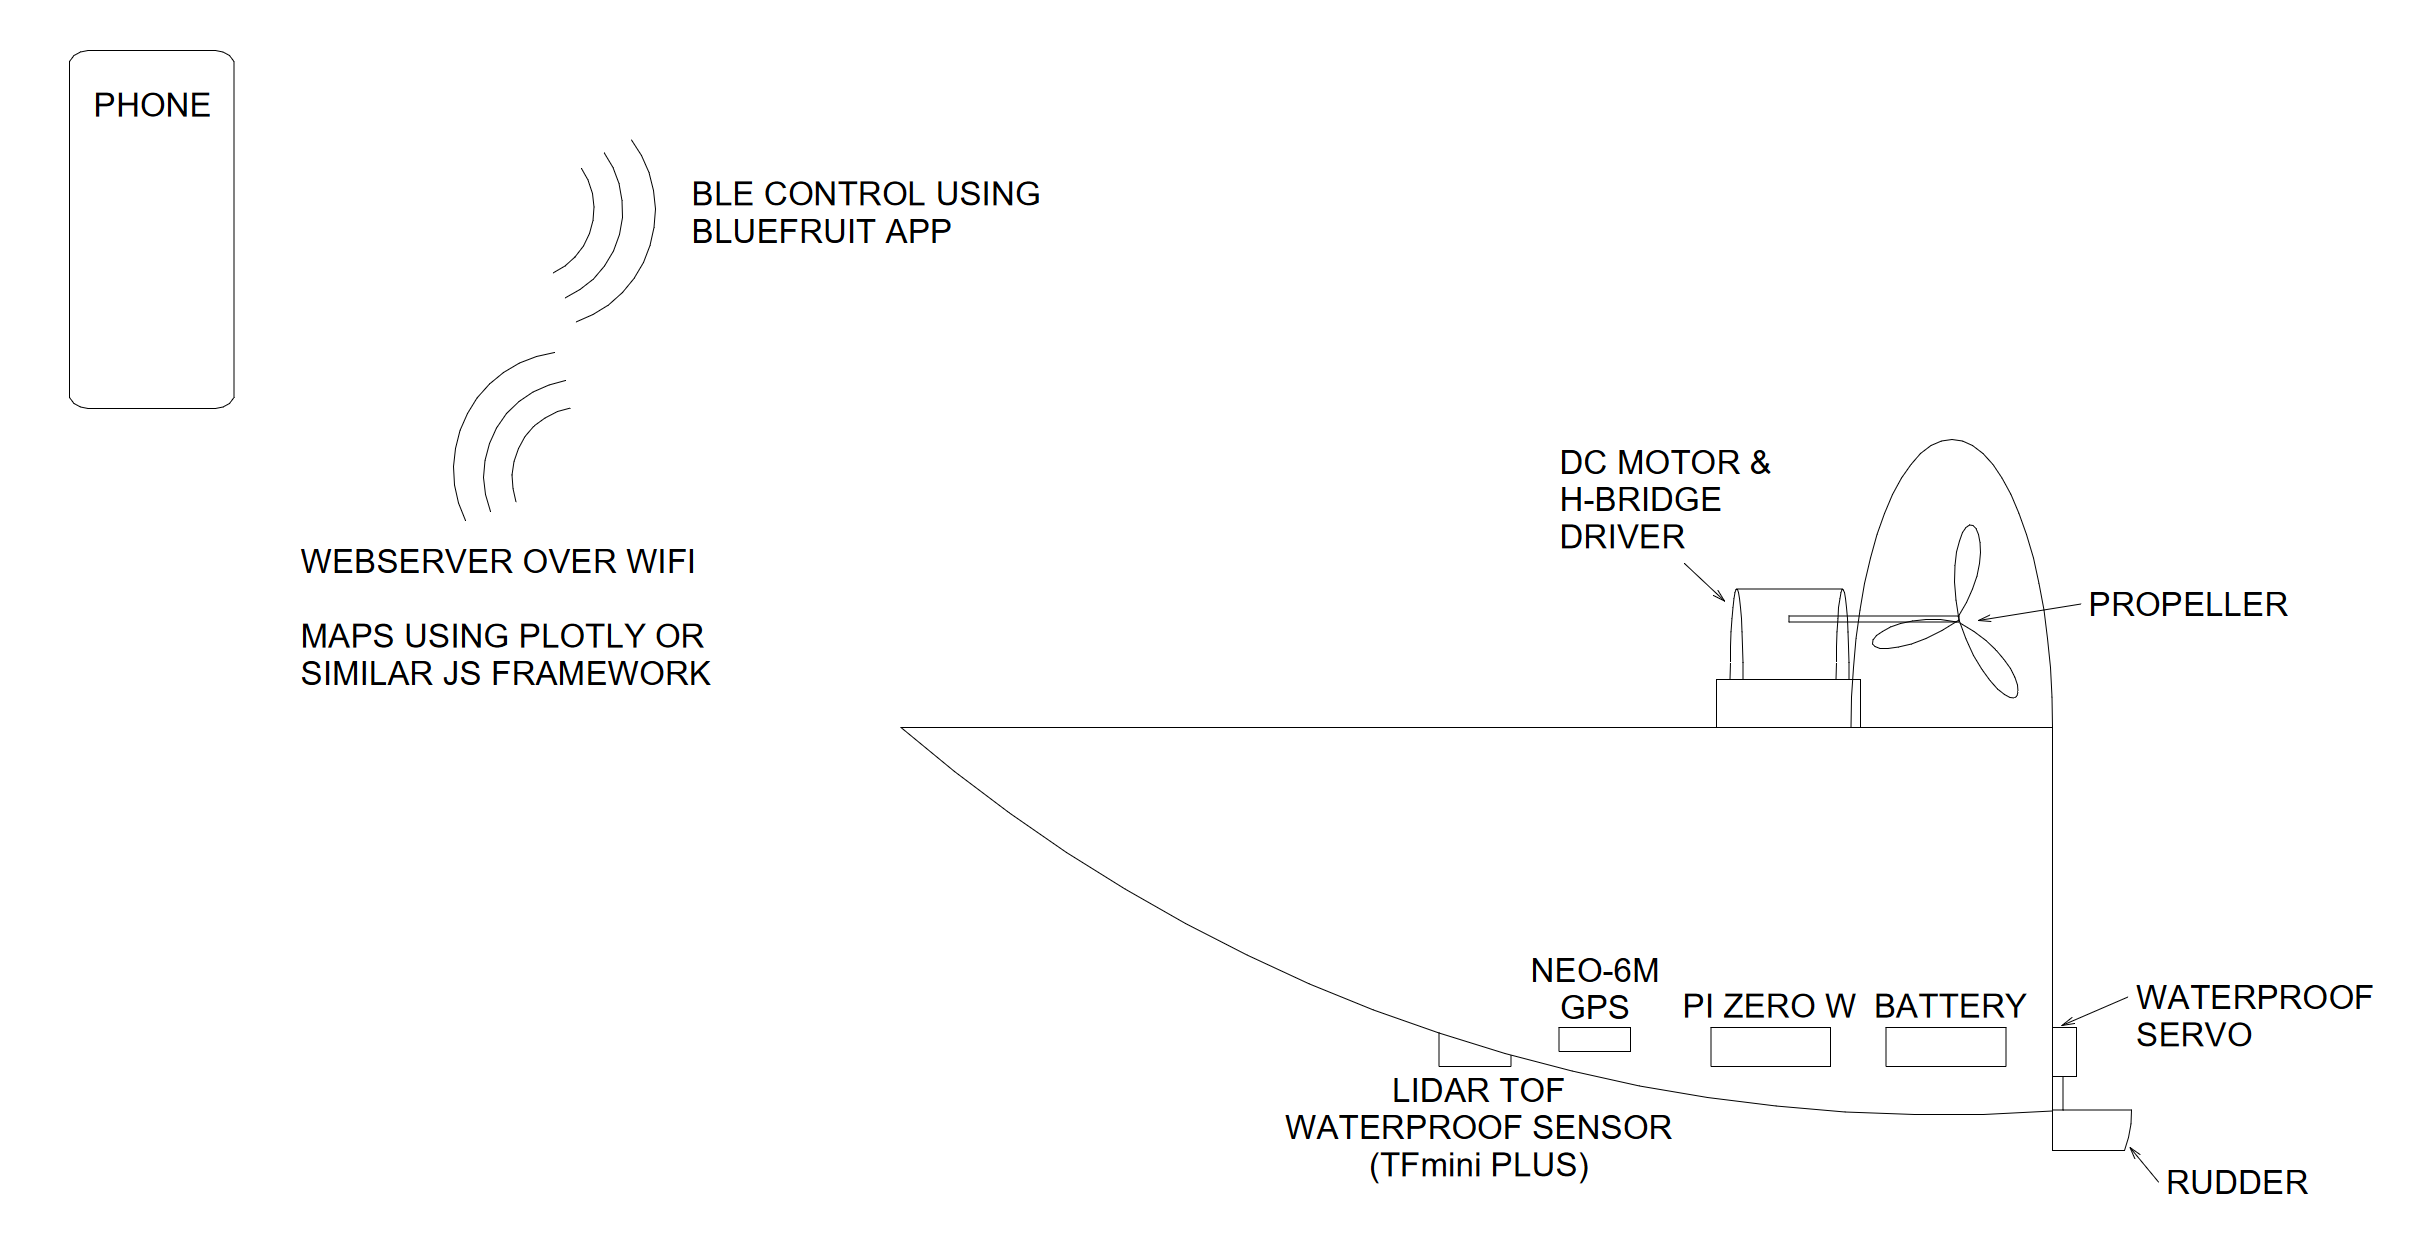 PHONE
BLE CONTROL USING
BLUEFRUIT APP
WEBSERVER OVER WIFI
MAPS USING PLOTLY OR
SIMILAR JS FRAMEWORK
DC MOTOR &
H-BRIDGE
DRIVER
PROPELLER
NEO-6M
GPS
PI ZERO W
BATTERY
WATERPROOF
SERVO
LIDAR TOF
WATERPROOF SENSOR
(TFmini PLUS)
RUDDER